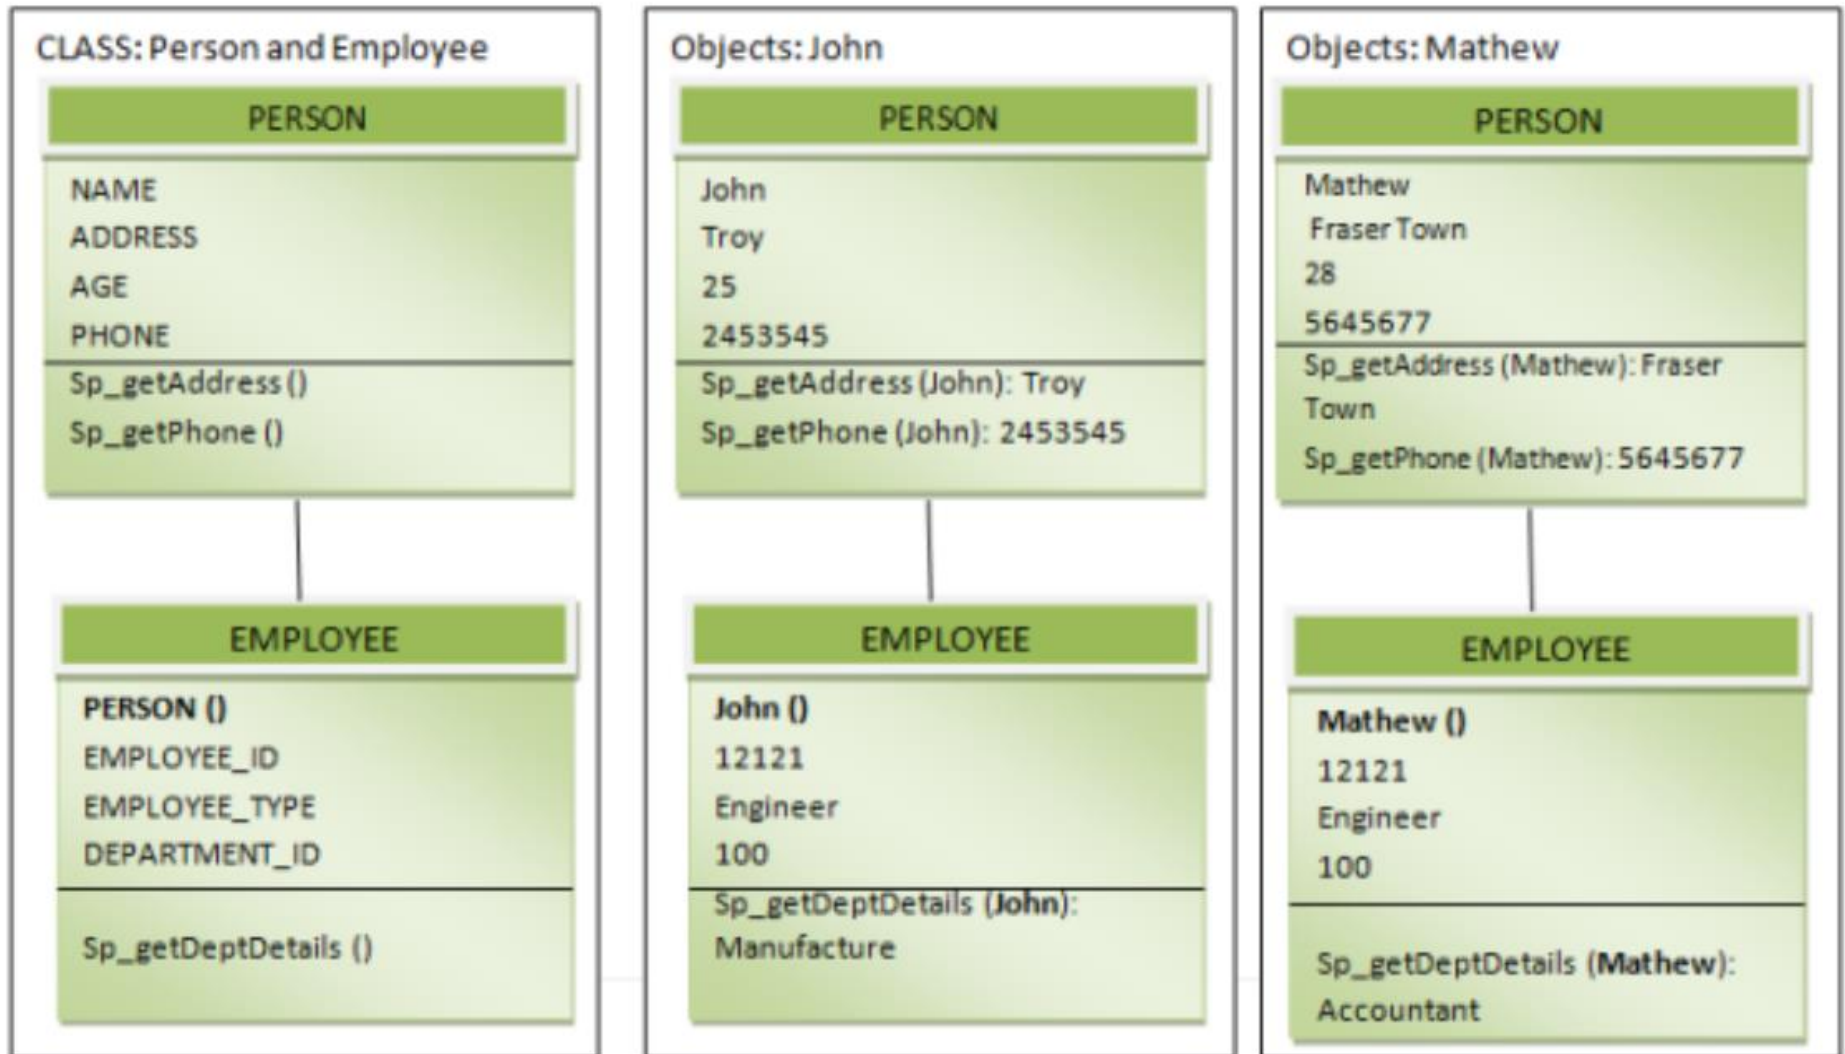 CLASS: Person and Employee
PERSON
NAME
ADDRESS
AGE
PHONE
Sp_getAddress ()
Sp_getPhone ()
EMPLOYEE
PERSON ()
EMPLOYEE_ID
EMPLOYEE_TYPE
DEPARTMENT_ID
Sp_getDeptDetails ()
Objects: John
PERSON
John
Troy
25
2453545
Sp_getAddress (John): Troy
Sp_getPhone (John): 2453545
EMPLOYEE
John ()
12121
Engineer
100
Sp_getDeptDetails (John):
Manufacture
Objects: Mathew
PERSON
Mathew
Fraser Town
28
5645677
Sp_getAddress (Mathew): Fraser
Town
Sp_getPhone (Mathew): 5645677
EMPLOYEE
Mathew ()
12121
Engineer
100
Sp_getDeptDetails (Mathew):
Accountant